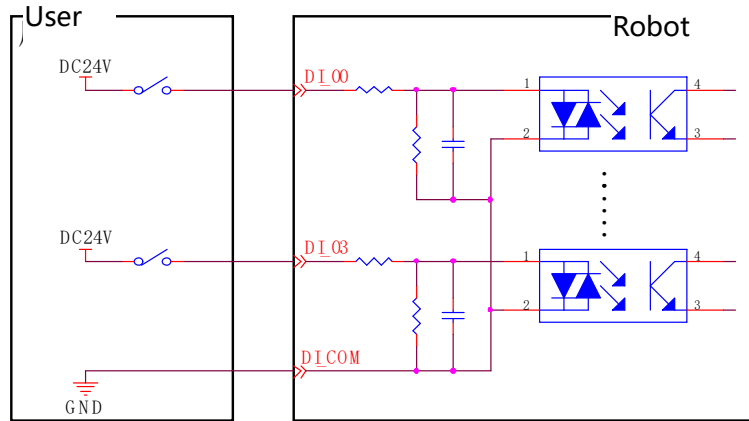 User
Robot
DC24V
DI_00
1
4
2
3
DC24V
DI_03
1
4
2
3
DI_COM
GND